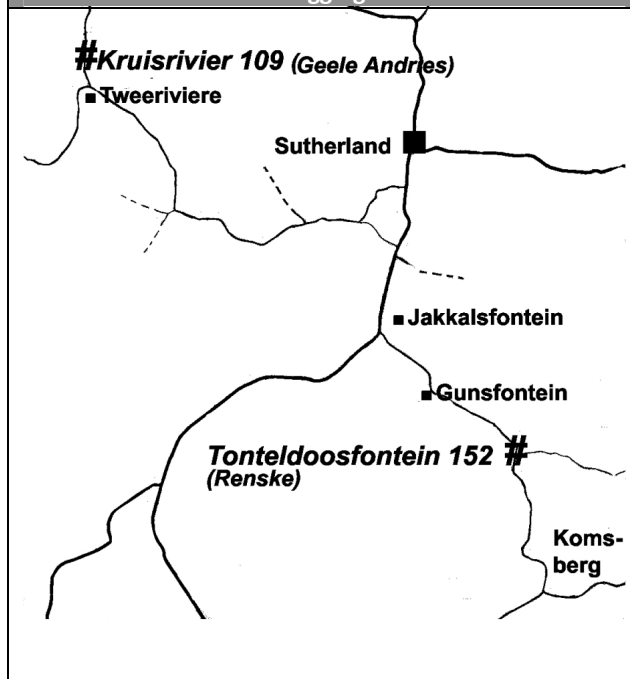 #Kruisrivier 109 (Geele Andries)
Tweeriviere
Sutherland
Jakkalsfontein
Gunsfontein
Tonteldoosfontein 152 #
(Renske)
Koms-
berg